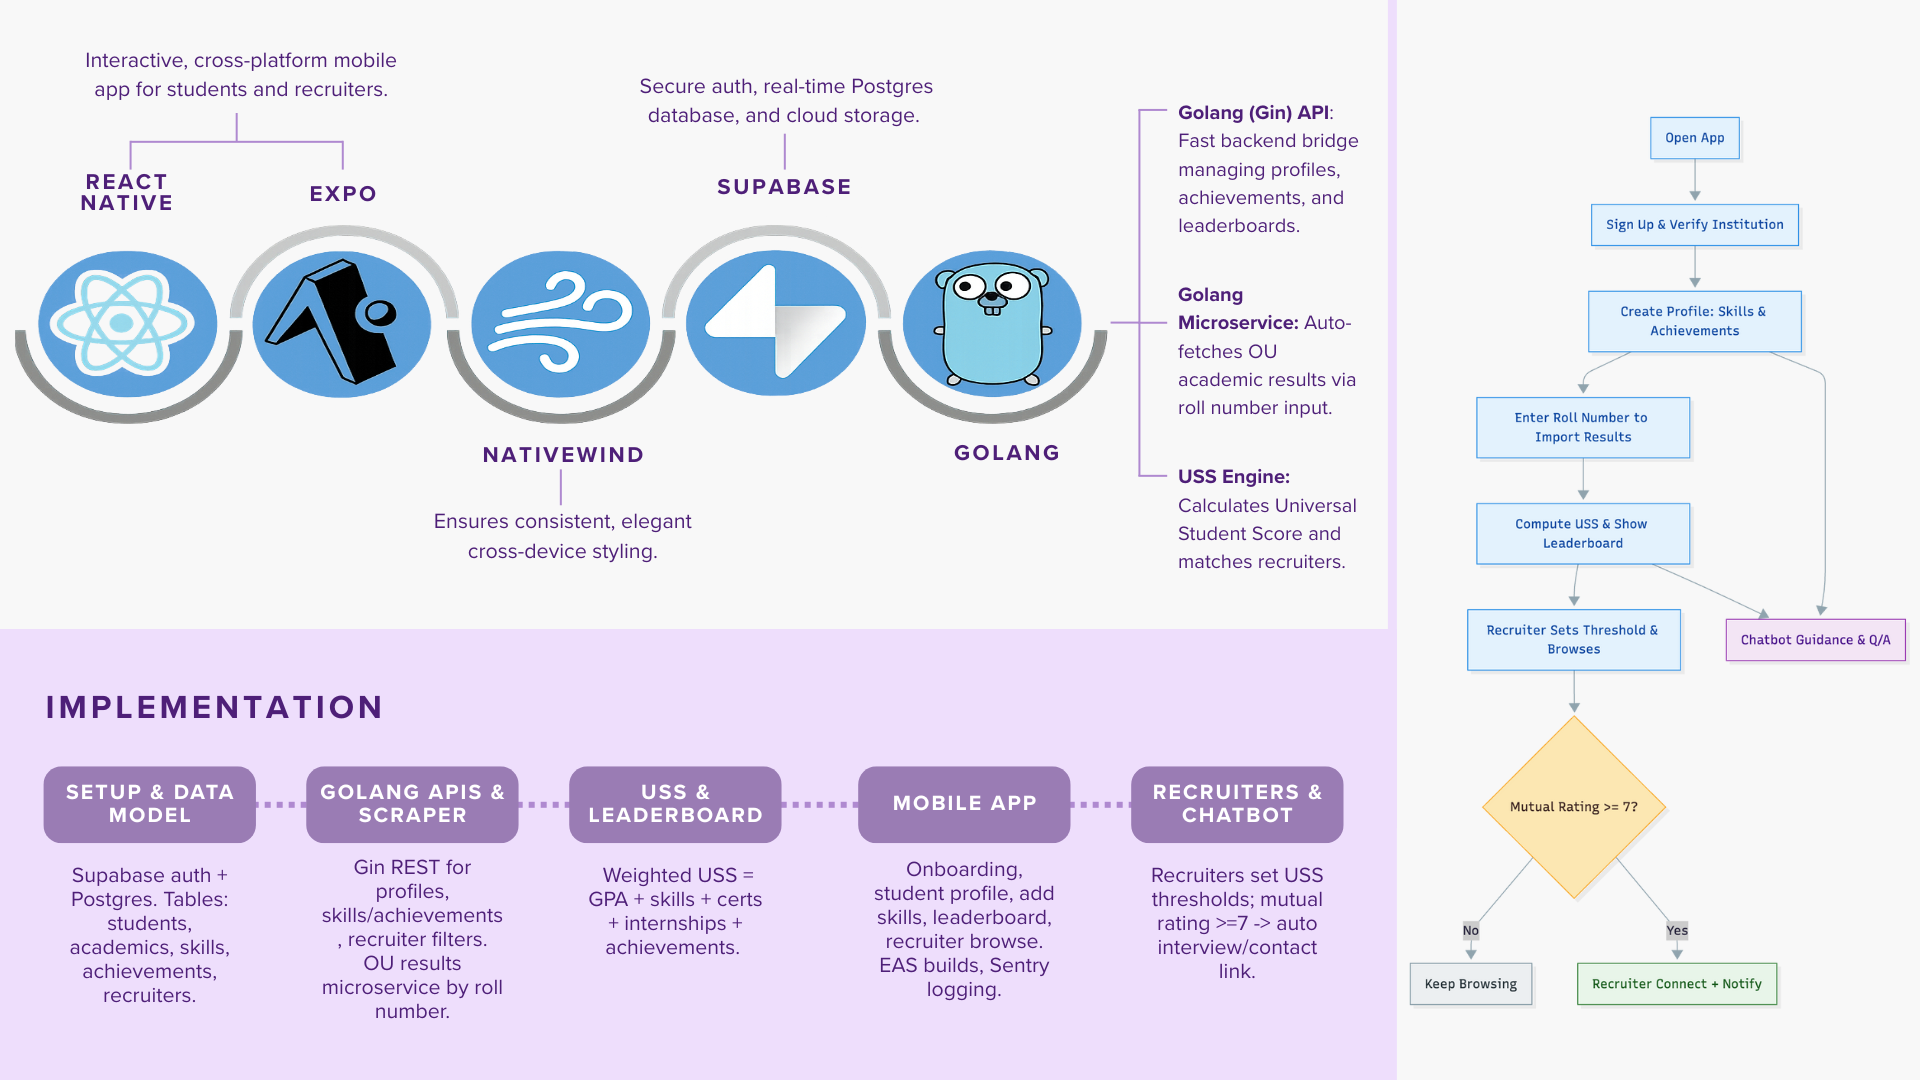 Interactive, cross-platform mobile
app for students and recruiters.
REACT
NATIVE
EXPO
Secure auth, real-time Postgres
database, and cloud storage.
SUPABASE
NATIVEWIND
Ensures consistent, elegant
cross-device styling.
GOLANG
Golang (Gin) API:
Fast backend bridge
managing profiles,
achievements, and
leaderboards.
Golang
Microservice: Auto-
fetches OU
academic results via
roll number input.
USS Engine:
Calculates Universal
Student Score and
matches recruiters.
IMPLEMENTATION
SETUP & DATA
MODEL
Supabase auth +
Postgres. Tables:
students,
academics, skills,
achievements,
recruiters.
GOLANG APIS &
SCRAPER
Gin REST for
profiles,
skills/achievements
, recruiter filters.
OU results
microservice by roll
number.
USS &
LEADERBOARD
Weighted USS =
GPA + skills + certs
+ internships +
achievements.
MOBILE APP
Onboarding,
student profile, add
skills, leaderboard,
recruiter browse.
EAS builds, Sentry
logging.
RECRUITERS &
CHATBOT
Recruiters set USS
thresholds; mutual
rating >=7 -> auto
interview/contact
link.
Open App
Sign Up & Verify Institution
Create Profile: Skills &
Achievements
Enter Roll Number to
Import Results
Compute USS & Show
Leaderboard
Recruiter Sets Threshold &
Browses
Chatbot Guidance & Q/A
Mutual Rating >= 7?
No
Yes
Keep Browsing
Recruiter Connect + Notify